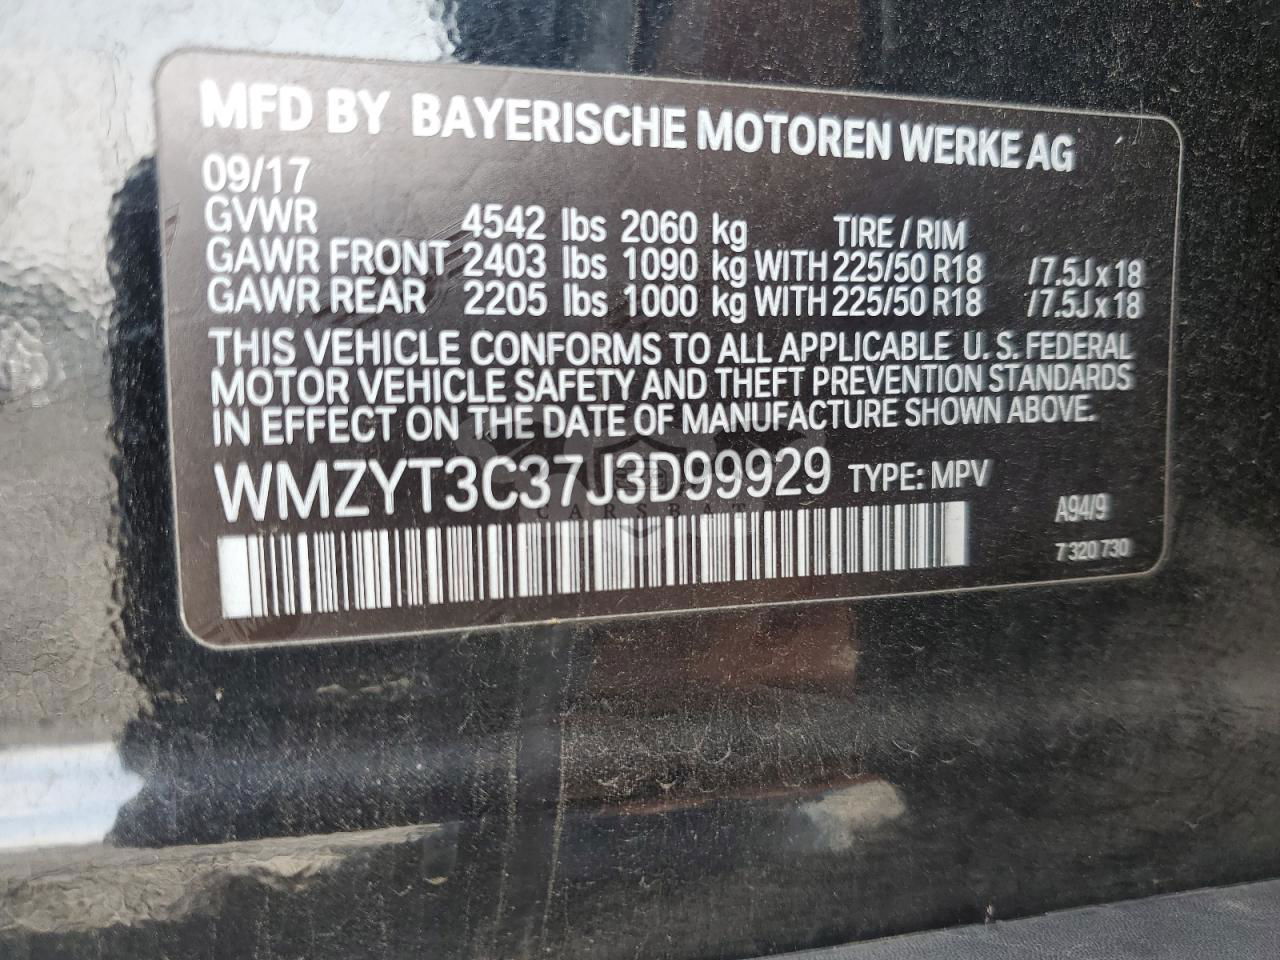 MFD BY BAYERISCHE MOTOREN WERKE AG
09/17
GVWR 4542 lbs 2060 kg TIRE / RIM
GAWR FRONT 2403 lbs 1090 kg WITH 225/50 R18 /7.5J x 18
GAWR REAR 2205 lbs 1000 kg WITH 225/50 R18 /7.5J x 18
THIS VEHICLE CONFORMS TO ALL APPLICABLE U. S. FEDERAL
MOTOR VEHICLE SAFETY AND THEFT PREVENTION STANDARDS
IN EFFECT ON THE DATE OF MANUFACTURE SHOWN ABOVE.
WMZYT3C37J3D99929 TYPE: MPV
CARSBAT
A94/9
7 320 730